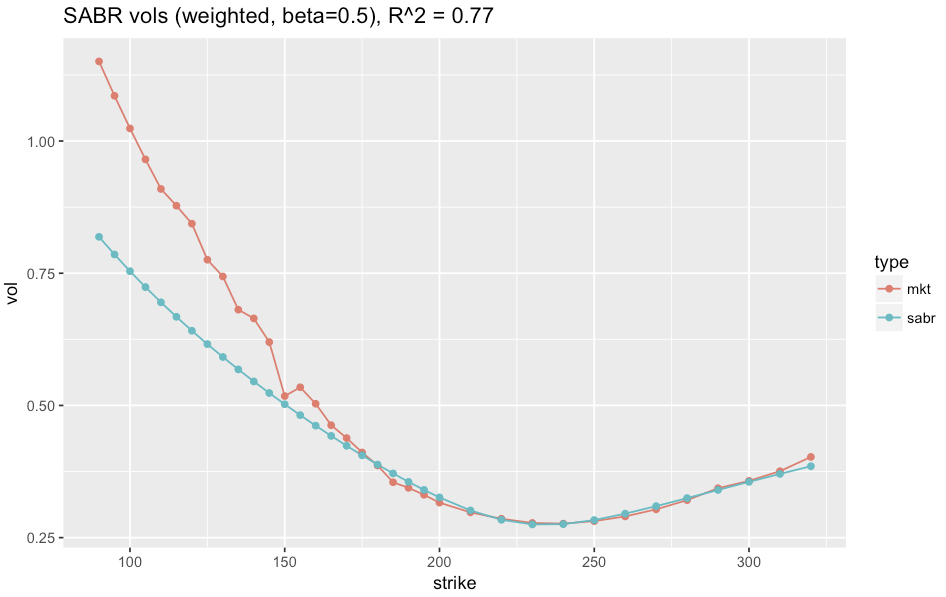 SABR vols (weighted, beta=0.5), R^2 = 0.77
1.00
0.75
0.50
0.25
vol
100 150 200 250 300
strike
type
mkt
sabr